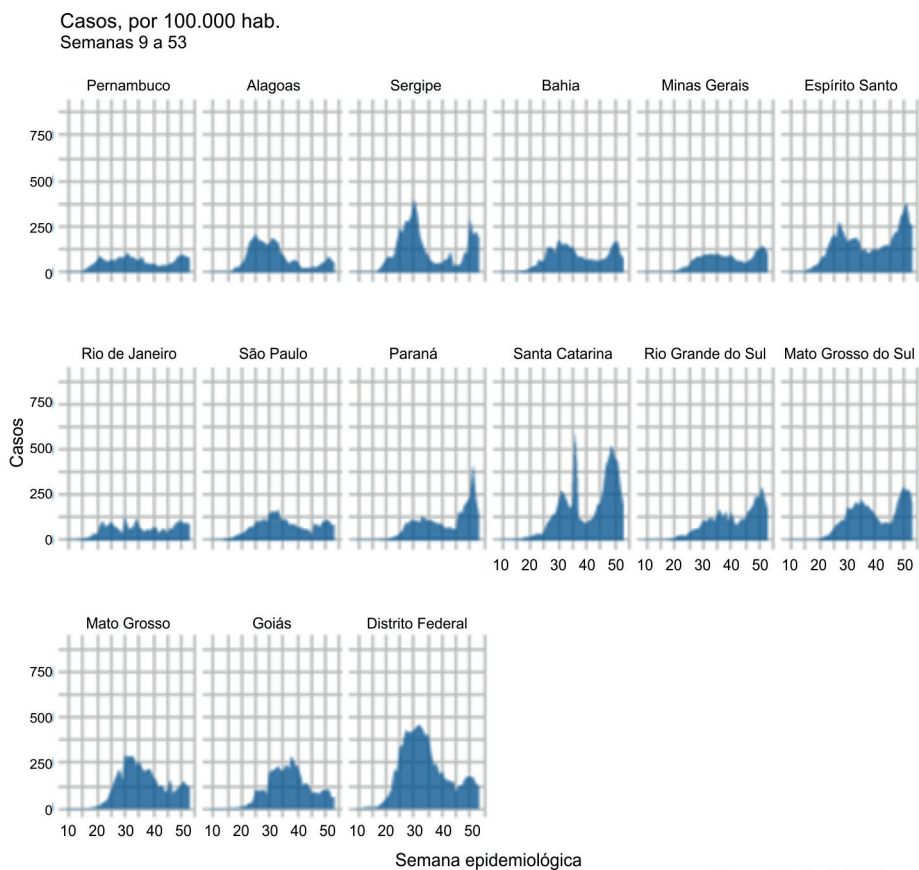 Casos, por 100.000 hab.
Semanas 9 a 53
Pernambuco Alagoas Sergipe Bahia Minas Gerais Espírito Santo
750
500
250
0
Rio de Janeiro São Paulo Paraná Santa Catarina Rio Grande do Sul Mato Grosso do Sul
750
500
250
0
Casos
10 20 30 40 50 10 20 30 40 50 10 20 30 40 50
Mato Grosso Goiás Distrito Federal
750
500
250
0
10 20 30 40 50 10 20 30 40 50 10 20 30 40 50
Semana epidemiológica